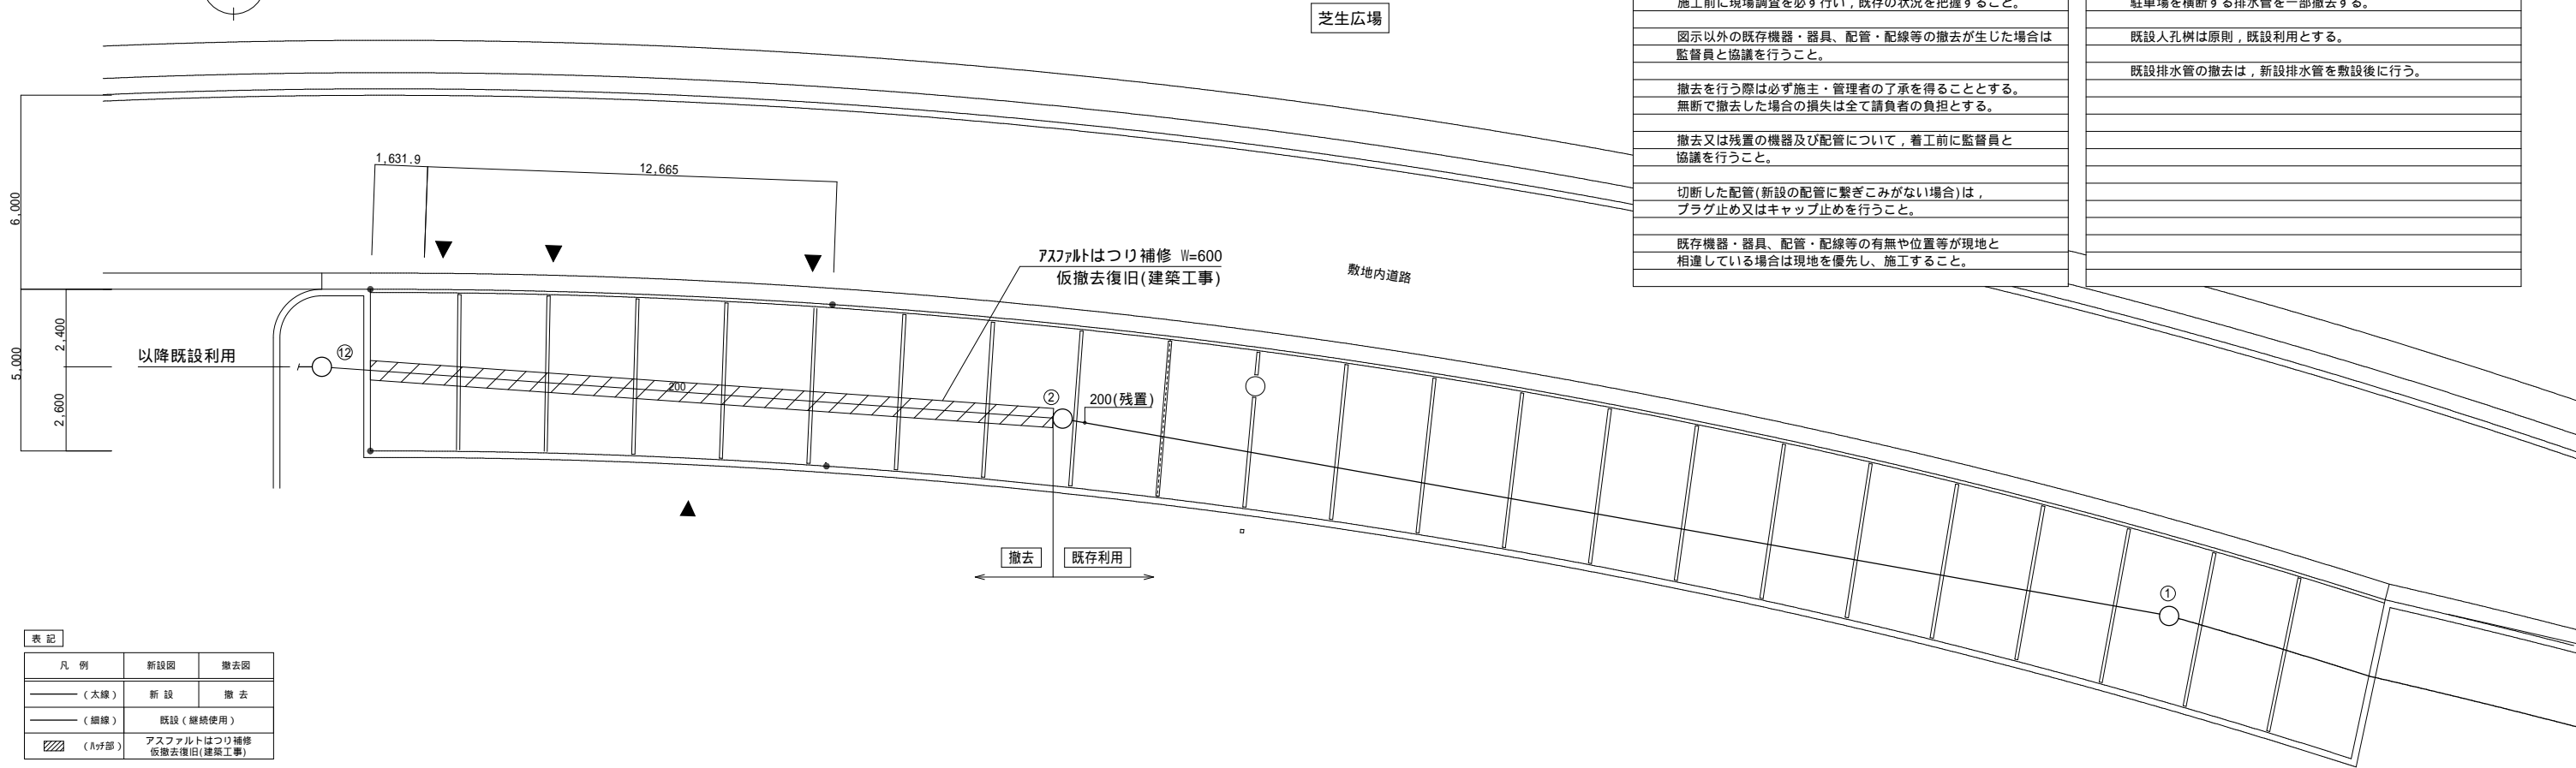 芝生広場
施工前に現場調査を必ず行い，既存の状況を把握すること。
図示以外の既存機器・器具、配管・配線等の撤去が生じた場合は
監督員と協議を行うこと。
撤去を行う際は必ず施主・管理者の了承を得ることとする。
無断で撤去した場合の損失は全て請負者の負担とする。
撤去又は残置の機器及び配管について，着工前に監督員と
協議を行うこと。
切断した配管(新設の配管に繋ぎこみがない場合)は，
プラグ止め又はキャップ止めを行うこと。
既存機器・器具、配管・配線等の有無や位置等が現地と
相違している場合は現地を優先し、施工すること。
駐車場を横断する排水管を一部撤去する。
既設人孔桝は原則，既設利用とする。
既設排水管の撤去は，新設排水管を敷設後に行う。
1,631.9
12,665
6,000
5,000
2,400
2,600
アスファルトはつり補修 W=600
仮撤去復旧(建築工事)
敷地内道路
以降既設利用
⑫
200
②
200(残置)
①
撤去
既存利用
表 記
凡 例 新設図 撤去図
(太線) 新 設 撤 去
(細線) 既設(継続使用)
(ハッチ部) アスファルトはつり補修
仮撤去復旧(建築工事)